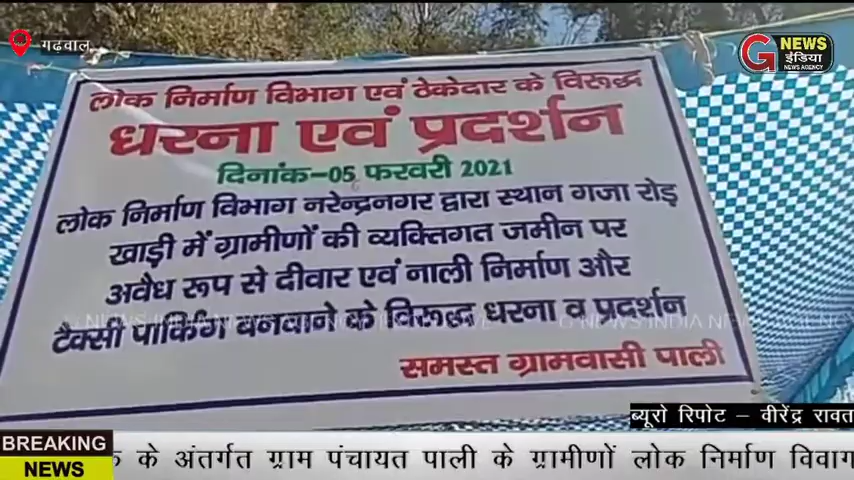 गढ़वाल
G NEWS
इंडिया
NEWS AGENCY
लोक निर्माण विभाग एवं ठेकेदार के विरूद्ध
धरना एवं प्रदर्शन
दिनांक-05 फरवरी 2021
लोक निर्माण विभाग नरेन्द्रनगर द्वारा स्थान गजा रोड़
खाड़ी में ग्रामीणों की व्यक्तिगत जमीन पर
अवैध रूप से दीवार एवं नाली निर्माण और
टैक्सी पार्किंग बनवाने के विरूद्ध धरना व प्रदर्शन
समस्त ग्रामवासी पाली
ब्यूरो रिपोट – वीरेंद्र रावत
BREAKING
NEWS
के अंतर्गत ग्राम पंचायत पाली के ग्रामीणों लोक निर्माण विवाग